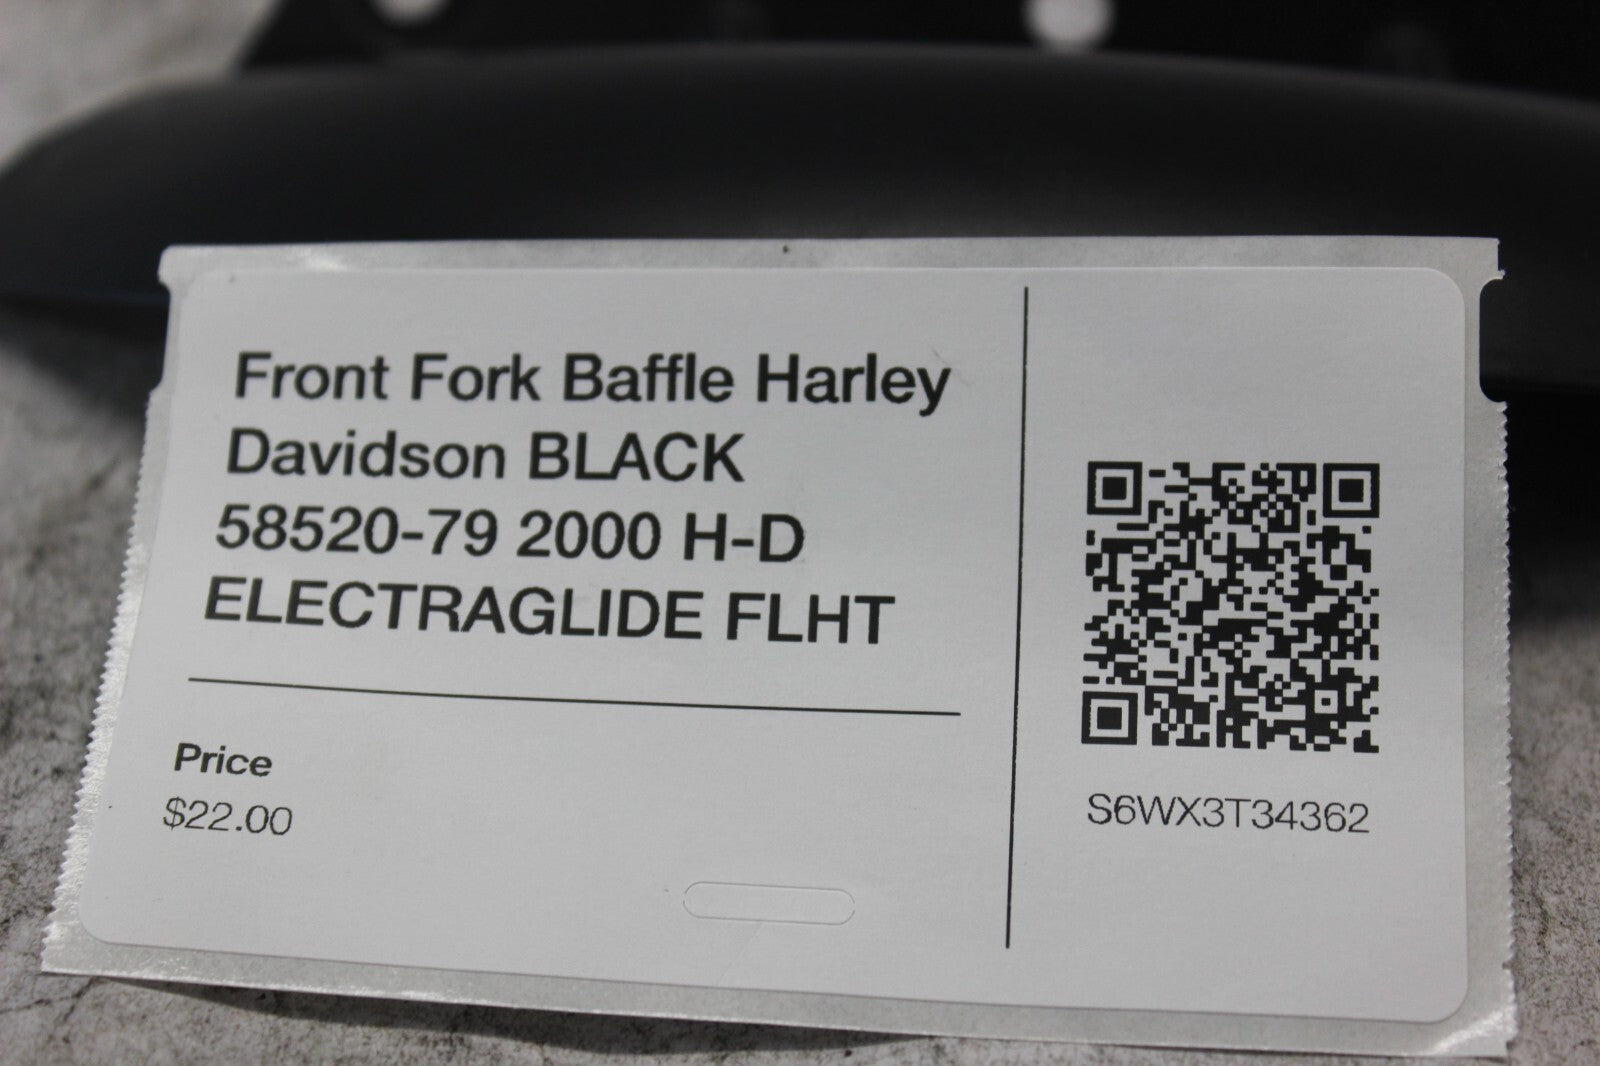 Front Fork Baffle Harley
Davidson BLACK
58520-79 2000 H-D
ELECTRAGLIDE FLHT
Price
$22.00
S6WX3T34362